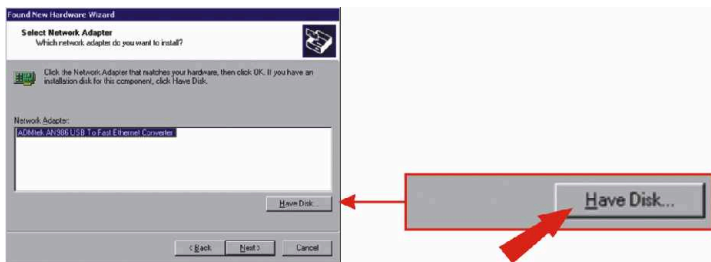 Found New Hardware Wizard
Select Network Adapter
Which network adapter do you want to install?
Click the Network Adapter that matches your hardware, then click OK. If you have an
installation disk for this component, click Have Disk.
Network Adapter:
ADMtek AN986 USB To Fast Ethernet Converter
Have Disk...
Have Disk...
< Back
Next >
Cancel